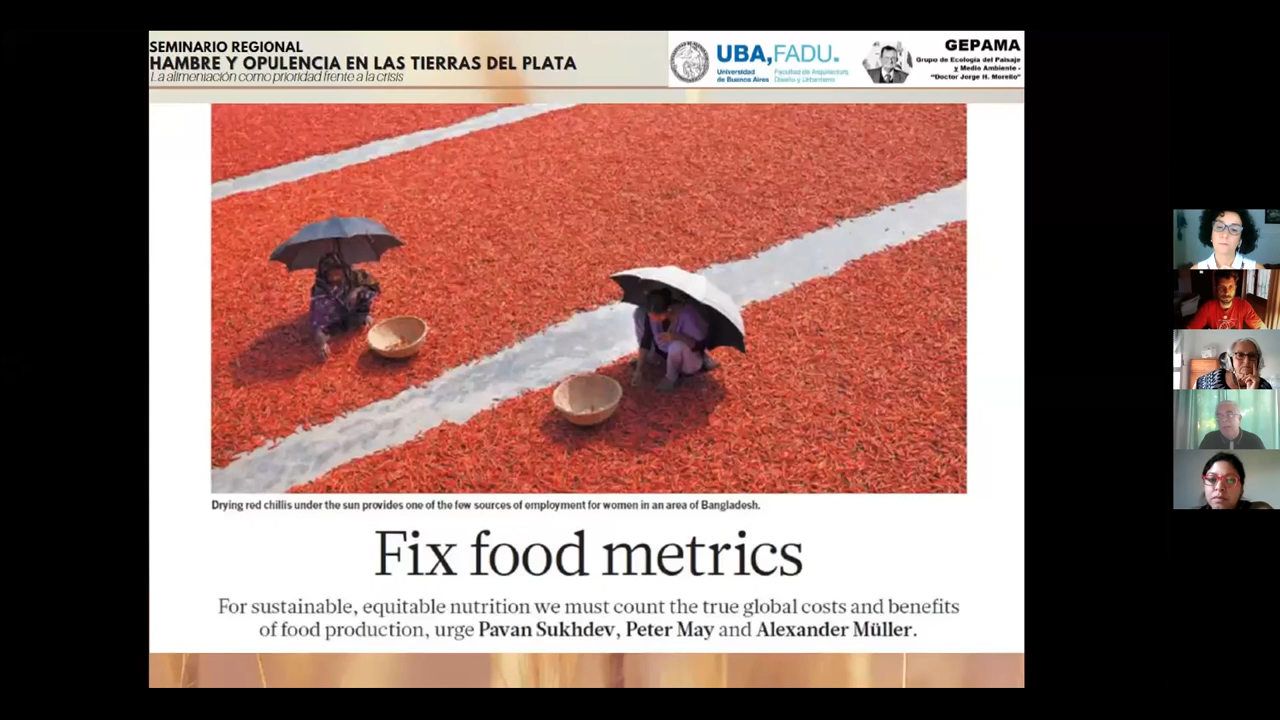 SEMINARIO REGIONAL
HAMBRE Y OPULENCIA EN LAS TIERRAS DEL PLATA
La alimentación como prioridad frente a la crisis
UBA, FADU.
Universidad de Buenos Aires
Facultad de Arquitectura Diseño y Urbanismo
GEPAMA
Grupo de Ecología del Paisaje
y Medio Ambiente -
"Doctor Jorge H. Morello"
Drying red chillis under the sun provides one of the few sources of employment for women in an area of Bangladesh.
Fix food metrics
For sustainable, equitable nutrition we must count the true global costs and benefits
of food production, urge Pavan Sukhdev, Peter May and Alexander Müller.